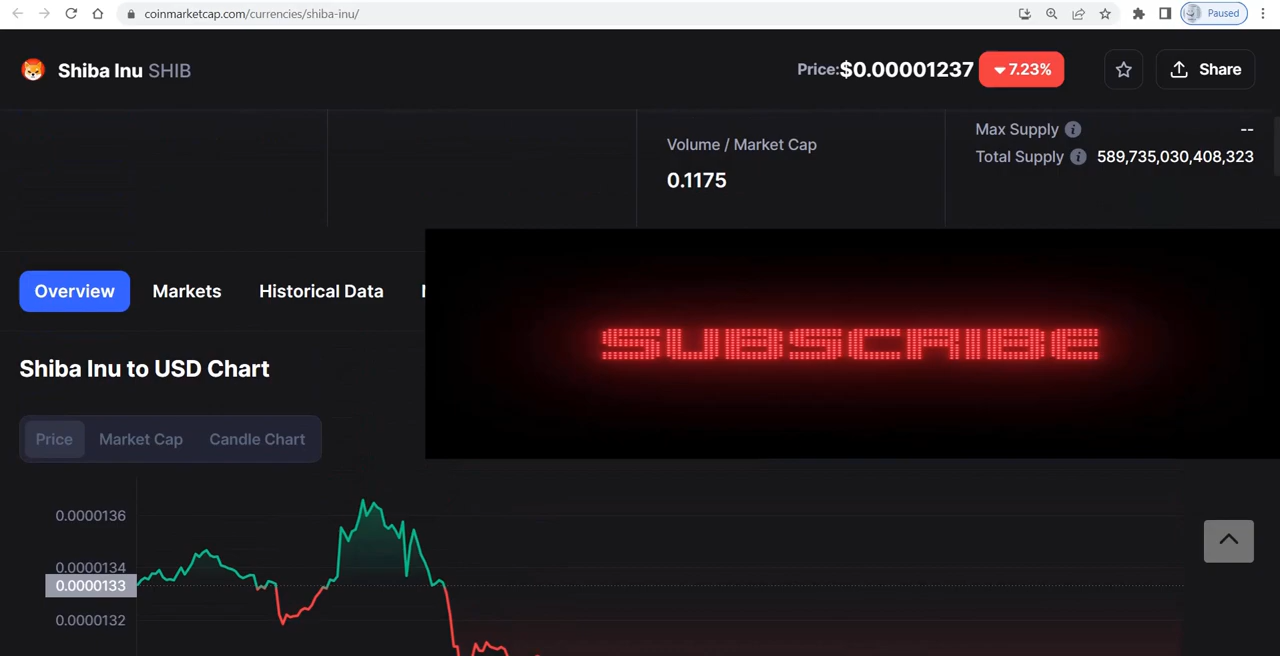 coinmarketcap.com/currencies/shiba-inu/
Paused
Shiba Inu SHIB
Price:$0.00001237
7.23%
Share
Volume / Market Cap
0.1175
Max Supply
--
Total Supply
589,735,030,408,323
Overview
Markets
Historical Data
SUBSCRIBE
Shiba Inu to USD Chart
Price
Market Cap
Candle Chart
0.0000136
0.0000134
0.0000133
0.0000132